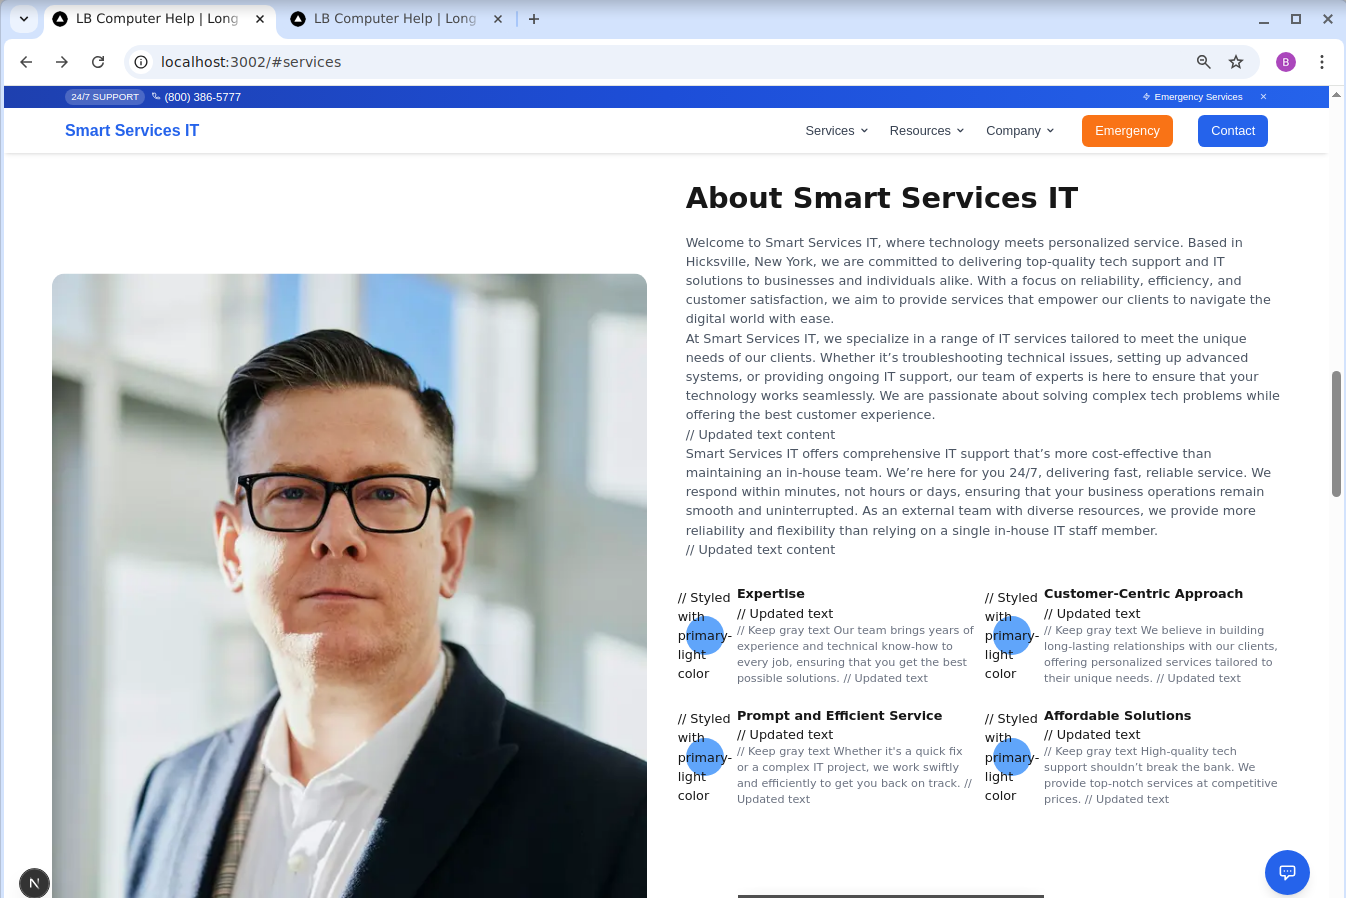 LB Computer Help | Long
LB Computer Help | Long
localhost:3002/#services
B
24/7 SUPPORT (800) 386-5777
Emergency Services ×
Smart Services IT
Services
Resources
Company
Emergency
Contact
About Smart Services IT
Welcome to Smart Services IT, where technology meets personalized service. Based in
Hicksville, New York, we are committed to delivering top-quality tech support and IT
solutions to businesses and individuals alike. With a focus on reliability, efficiency, and
customer satisfaction, we aim to provide services that empower our clients to navigate the
digital world with ease.
At Smart Services IT, we specialize in a range of IT services tailored to meet the unique
needs of our clients. Whether it’s troubleshooting technical issues, setting up advanced
systems, or providing ongoing IT support, our team of experts is here to ensure that your
technology works seamlessly. We are passionate about solving complex tech problems while
offering the best customer experience.
// Updated text content
Smart Services IT offers comprehensive IT support that’s more cost-effective than
maintaining an in-house team. We’re here for you 24/7, delivering fast, reliable service. We
respond within minutes, not hours or days, ensuring that your business operations remain
smooth and uninterrupted. As an external team with diverse resources, we provide more
reliability and flexibility than relying on a single in-house IT staff member.
// Updated text content
// Styled
with
primary-
light
color
Expertise
// Updated text
// Keep gray text Our team brings years of
experience and technical know-how to
every job, ensuring that you get the best
possible solutions. // Updated text
// Styled
with
primary-
light
color
Customer-Centric Approach
// Updated text
// Keep gray text We believe in building
long-lasting relationships with our clients,
offering personalized services tailored to
their unique needs. // Updated text
// Styled
with
primary-
light
color
Prompt and Efficient Service
// Updated text
// Keep gray text Whether it's a quick fix
or a complex IT project, we work swiftly
and efficiently to get you back on track. //
Updated text
// Styled
with
primary-
light
color
Affordable Solutions
// Updated text
// Keep gray text High-quality tech
support shouldn’t break the bank. We
provide top-notch services at competitive
prices. // Updated text
N